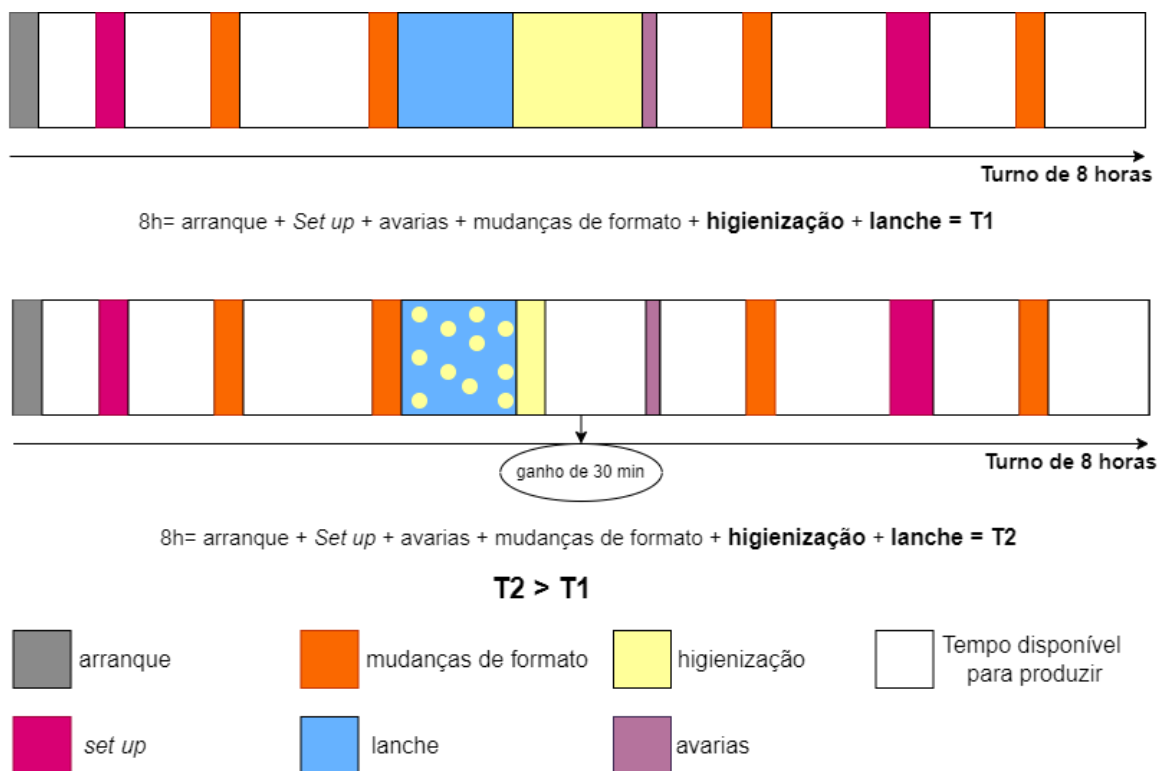 Turno de 8 horas
8h= arranque + Set up + avarias + mudanças de formato + higienização + lanche = T1
ganho de 30 min
Turno de 8 horas
8h= arranque + Set up + avarias + mudanças de formato + higienização + lanche = T2
T2 > T1
arranque
mudanças de formato
higienização
Tempo disponível
para produzir
set up
lanche
avarias